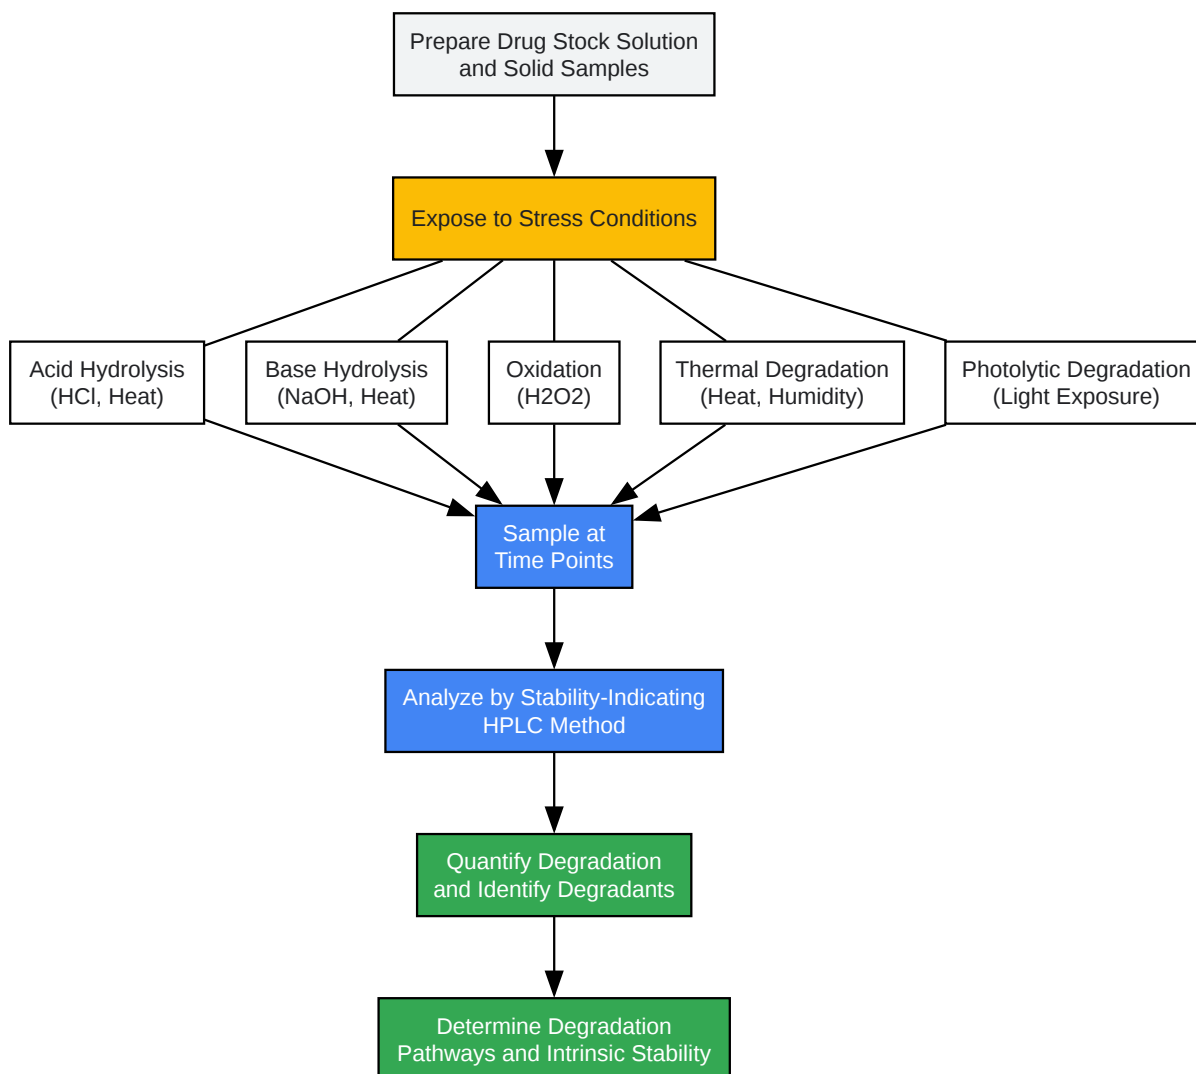 Prepare Drug Stock Solution
and Solid Samples
Expose to Stress Conditions
Acid Hydrolysis
(HCl, Heat)
Base Hydrolysis
(NaOH, Heat)
Oxidation
(H2O2)
Thermal Degradation
(Heat, Humidity)
Photolytic Degradation
(Light Exposure)
Sample at
Time Points
Analyze by Stability-Indicating
HPLC Method
Quantify Degradation
and Identify Degradants
Determine Degradation
Pathways and Intrinsic Stability